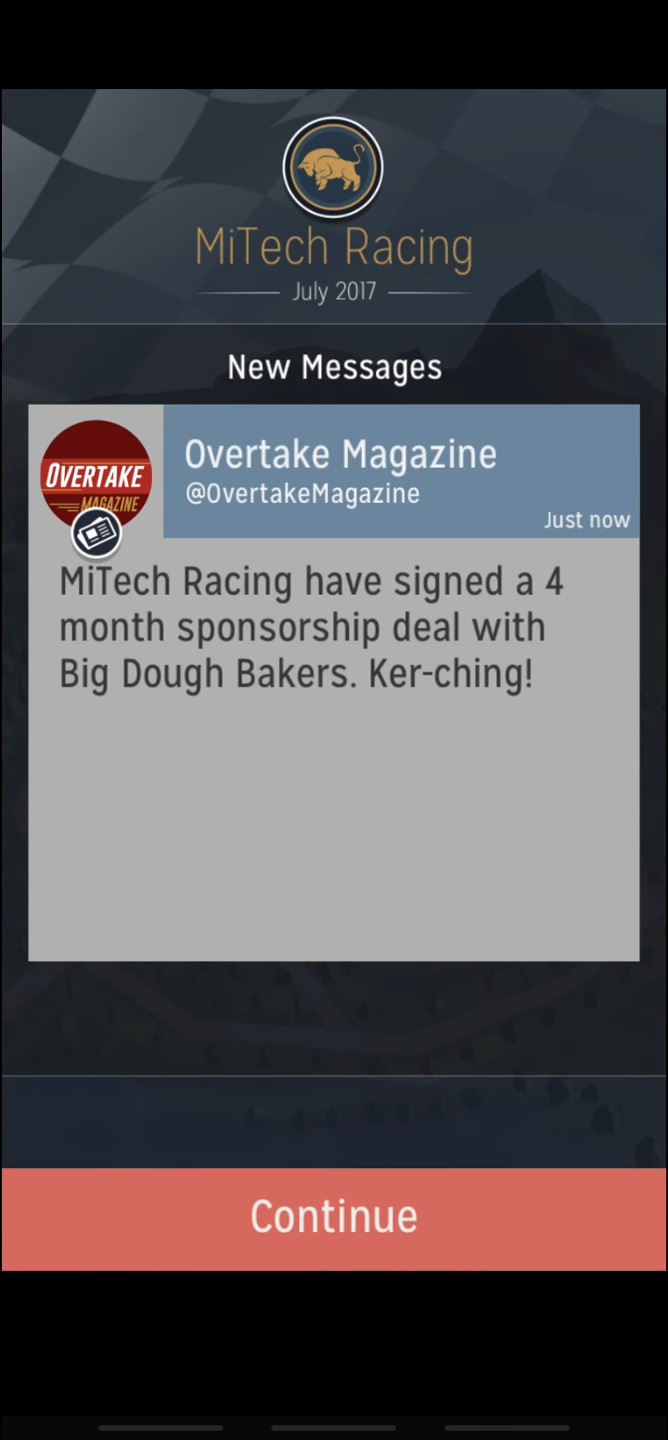 MiTech Racing
July 2017
New Messages
OVERTAKE
MAGAZINE
Overtake Magazine
@OvertakeMagazine
Just now
MiTech Racing have signed a 4
month sponsorship deal with
Big Dough Bakers. Ker-ching!
Continue